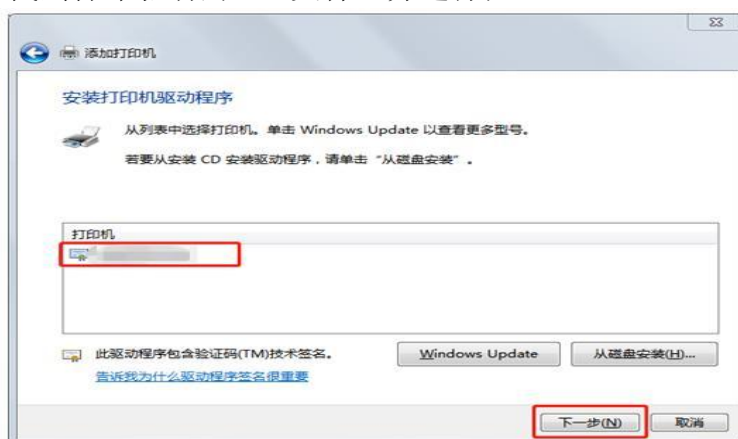 添加打印机
安装打印机驱动程序
从列表中选择打印机。单击 Windows Update 以查看更多型号。
若要从安装 CD 安装驱动程序，请单击“从磁盘安装”。
打印机
此驱动程序包含验证码(TM)技术签名。
告诉我为什么驱动程序签名很重要
Windows Update
从磁盘安装(H)...
下一步(N)
取消